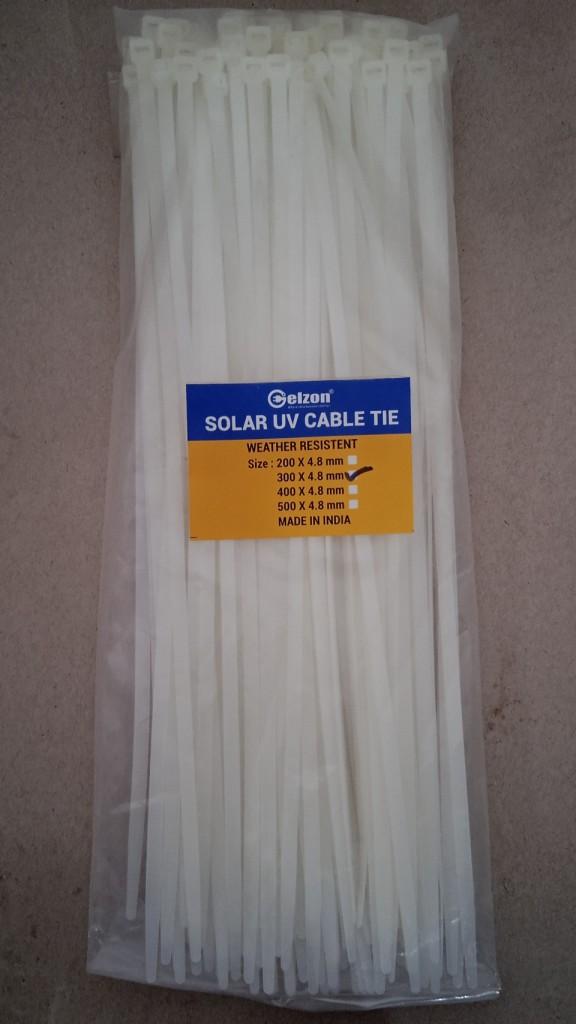 Gelzon®
SOLAR UV CABLE TIE
WEATHER RESISTENT
Size : 200 X 4.8 mm
300 X 4.8 mm ✓
400 X 4.8 mm
500 X 4.8 mm
MADE IN INDIA